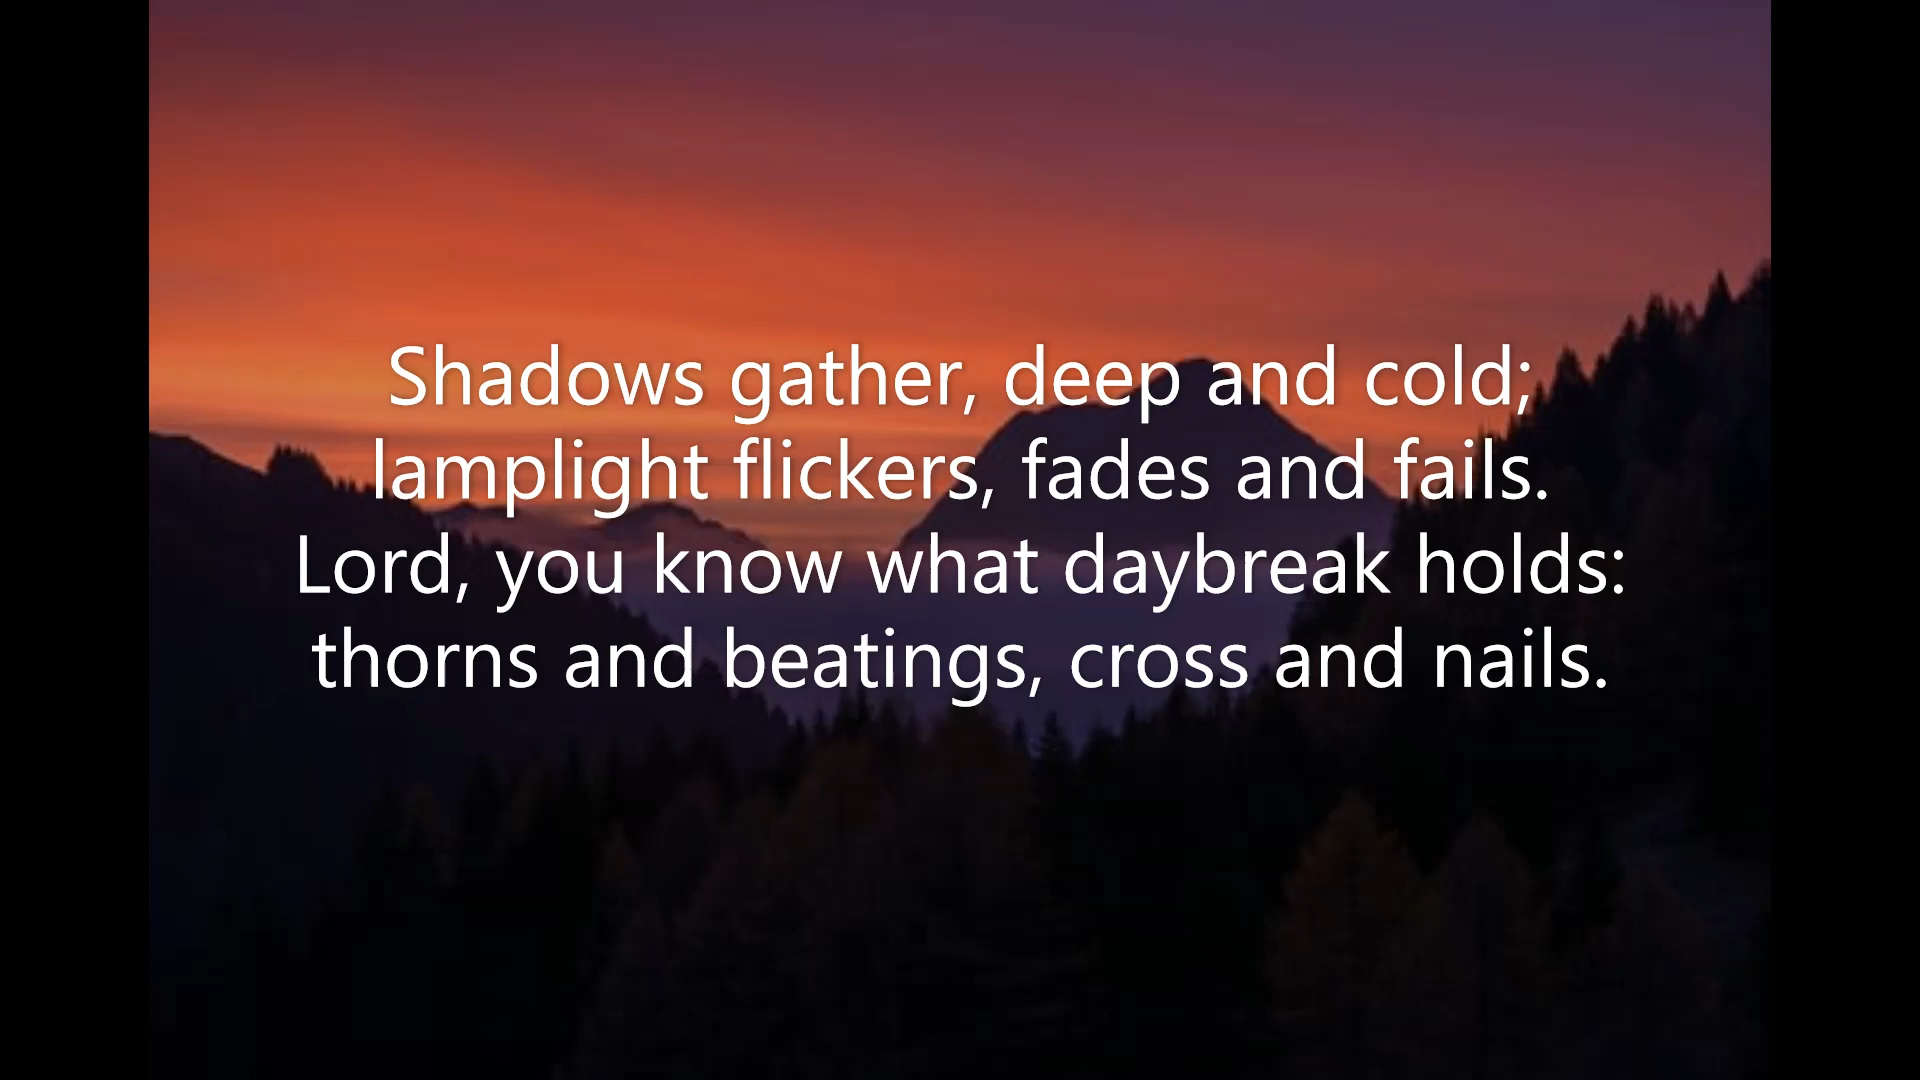 Shadows gather, deep and cold;
lamplight flickers, fades and fails.
Lord, you know what daybreak holds:
thorns and beatings, cross and nails.